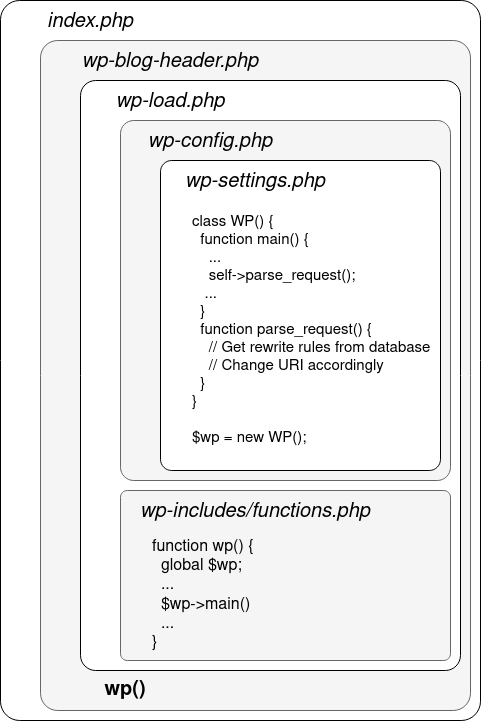 index.php
wp-blog-header.php
wp-load.php
wp-config.php
wp-settings.php
class WP() {
function main() {
...
self->parse_request();
...
}
function parse_request() {
// Get rewrite rules from database
// Change URI accordingly
}
}
$wp = new WP();
wp-includes/functions.php
function wp() {
global $wp;
...
$wp->main()
...
}
wp()